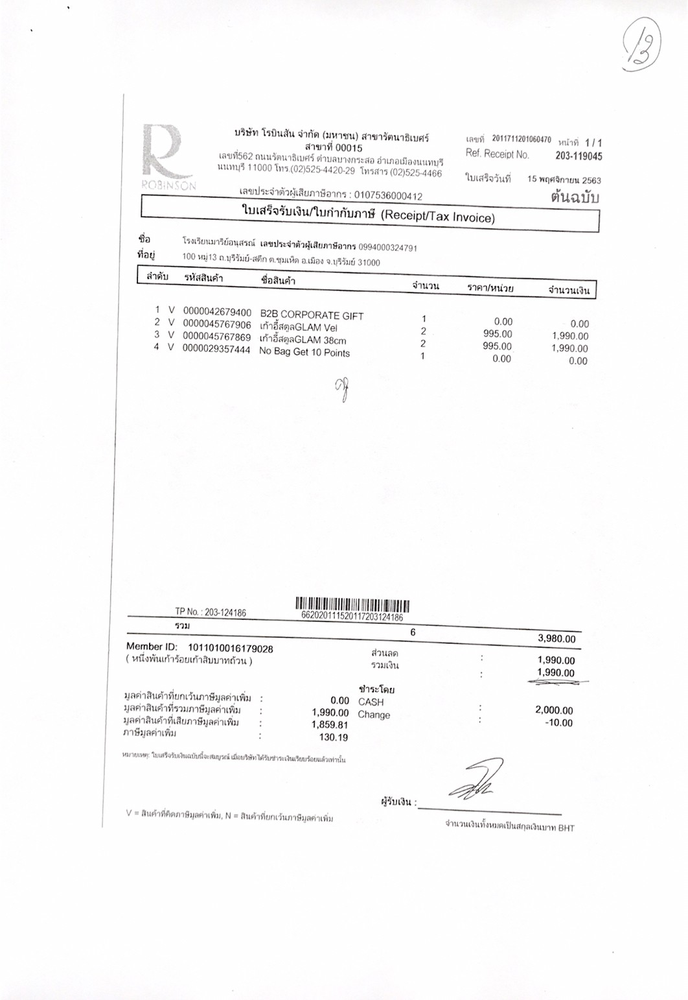 13
บริษัท โรบินสัน จำกัด (มหาชน) สาขารัตนาธิเบศร์
สาขาที่ 00015
เลขที่562 ถนนรัตนาธิเบศร์ ตำบลบางกระสอ อำเภอเมืองนนทบุรี
นนทบุรี 11000 โทร.(02)525-4420-29 โทรสาร (02)525-4466
เลขประจำตัวผู้เสียภาษีอากร : 0107536000412
ROBINSON
เลขที่ 2011711201060470 หน้าที่ 1 / 1
Ref. Receipt No. 203-119045
ใบเสร็จวันที่ 15 พฤศจิกายน 2563
ต้นฉบับ
ใบเสร็จรับเงิน/ใบกำกับภาษี (Receipt/Tax Invoice)
ชื่อ โรงเรียนมารีย์อนุสรณ์ เลขประจำตัวผู้เสียภาษีอากร 0994000324791
ที่อยู่ 100 หมู่13 ถ.บุรีรัมย์-สตึก ต.ชุมเห็ด อ.เมือง จ.บุรีรัมย์ 31000
ลำดับ รหัสสินค้า ชื่อสินค้า จำนวน ราคา/หน่วย จำนวนเงิน
1 V 0000042679400 B2B CORPORATE GIFT 1 0.00 0.00
2 V 0000045767906 เก้าอี้สตูลGLAM Vel 2 995.00 1,990.00
3 V 0000045767869 เก้าอี้สตูลGLAM 38cm 2 995.00 1,990.00
4 V 0000029357444 No Bag Get 10 Points 1 0.00 0.00
TP No. : 203-124186 662020111520117203124186
รวม 6 3,980.00
Member ID: 1011010016179028 ส่วนลด : 1,990.00
( หนึ่งพันเก้าร้อยเก้าสิบบาทถ้วน ) รวมเงิน : 1,990.00
ชำระโดย
มูลค่าสินค้าที่ยกเว้นภาษีมูลค่าเพิ่ม : 0.00 CASH : 2,000.00
มูลค่าสินค้าที่รวมภาษีมูลค่าเพิ่ม : 1,990.00 Change : -10.00
มูลค่าสินค้าที่เสียภาษีมูลค่าเพิ่ม : 1,859.81
ภาษีมูลค่าเพิ่ม : 130.19
หมายเหตุ: ใบเสร็จรับเงินฉบับนี้จะสมบูรณ์ เมื่อบริษัทได้รับชำระเงินเรียบร้อยแล้วเท่านั้น
ผู้รับเงิน :
V = สินค้าที่คิดภาษีมูลค่าเพิ่ม, N = สินค้าที่ยกเว้นภาษีมูลค่าเพิ่ม
จำนวนเงินทั้งหมดเป็นสกุลเงินบาท BHT